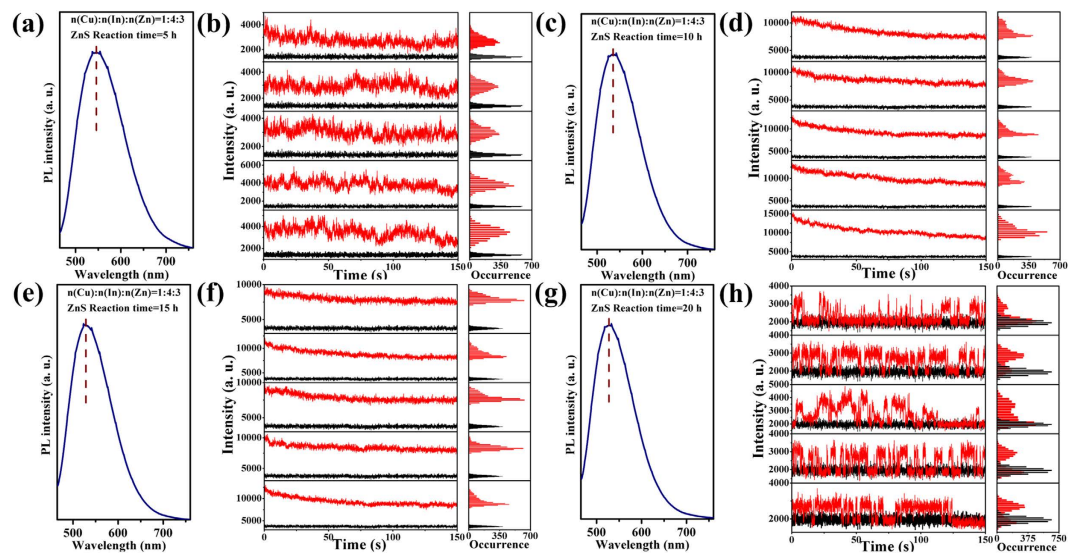 (a)
n(Cu):n(In):n(Zn)=1:4:3
ZnS Reaction time=5 h
PL intensity (a. u.)
500 600 700
Wavelength (nm)
(b)
Intensity (a. u.)
4000
2000
4000
2000
4000
2000
6000
4000
2000
4000
2000
0 50 100 150
Time (s)
0 350 700
Occurrence
(c)
n(Cu):n(In):n(Zn)=1:4:3
ZnS Reaction time=10 h
PL intensity (a. u.)
500 600 700
Wavelength (nm)
(d)
Intensity (a. u.)
10000
5000
10000
5000
10000
5000
10000
5000
15000
10000
5000
0 50 100 150
Time (s)
0 350 700
Occurrence
(e)
n(Cu):n(In):n(Zn)=1:4:3
ZnS Reaction time=15 h
PL intensity (a. u.)
500 600 700
Wavelength (nm)
(f)
Intensity (a. u.)
10000
5000
10000
5000
10000
5000
10000
5000
10000
5000
0 50 100 150
Time (s)
0 350 700
Occurrence
(g)
n(Cu):n(In):n(Zn)=1:4:3
ZnS Reaction time=20 h
PL intensity (a. u.)
500 600 700
Wavelength (nm)
(h)
Intensity (a. u.)
4000
3000
2000
4000
3000
2000
5000
4000
3000
2000
4000
3000
2000
4000
2000
0 50 100 150
Time (s)
0 375 750
Occurrence